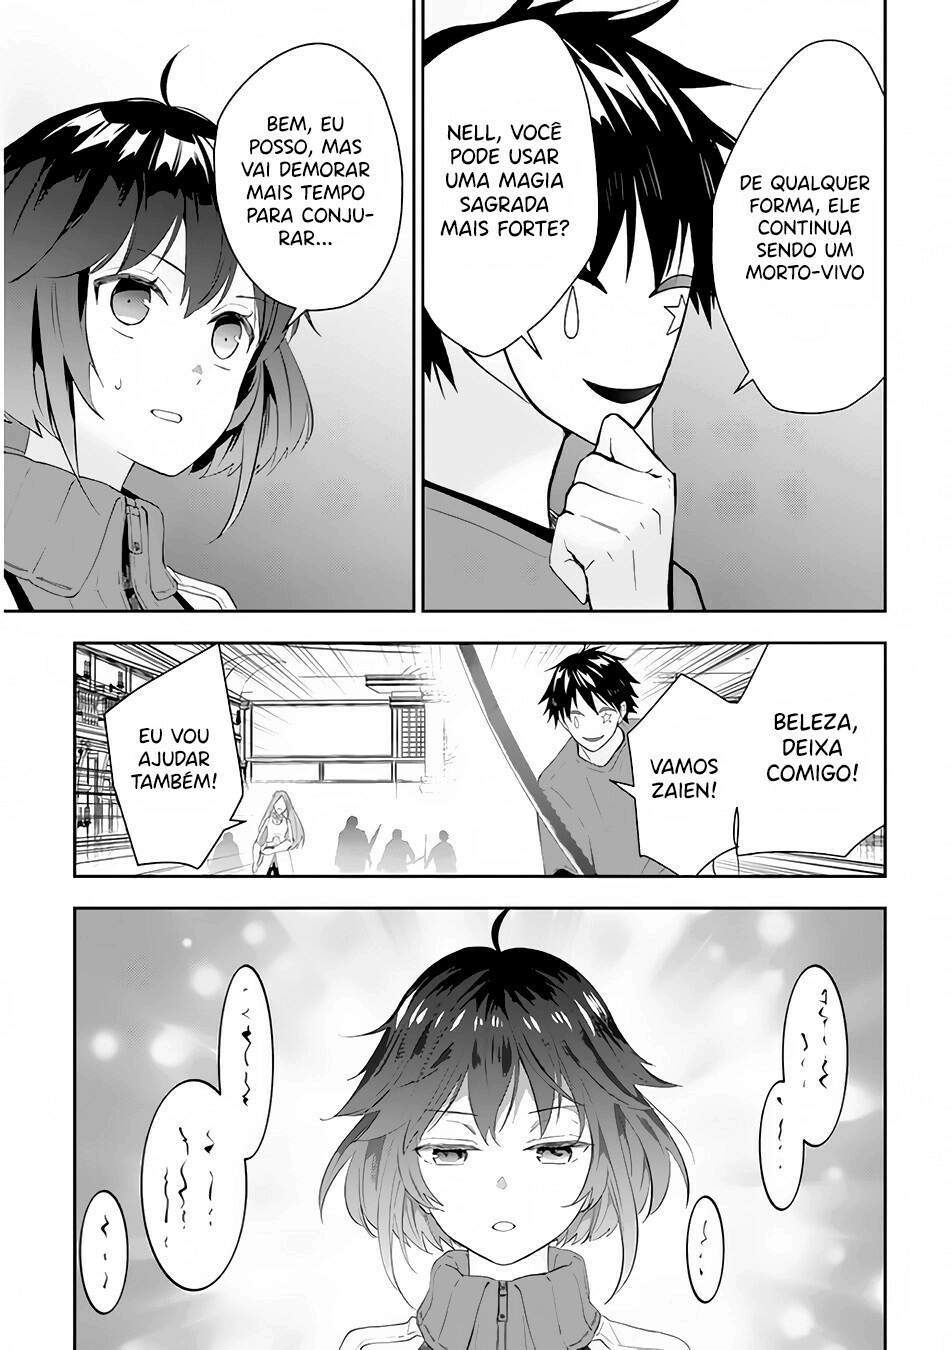 DE QUALQUER
FORMA, ELE
CONTINUA
SENDO UM
MORTO-VIVO
NELL, VOCÊ
PODE USAR
UMA MAGIA
SAGRADA
MAIS FORTE?
BEM, EU
POSSO, MAS
VAI DEMORAR
MAIS TEMPO
PARA CONJU-
RAR...
BELEZA,
DEIXA
COMIGO!
VAMOS
ZAIEN!
EU VOU
AJUDAR
TAMBÉM!